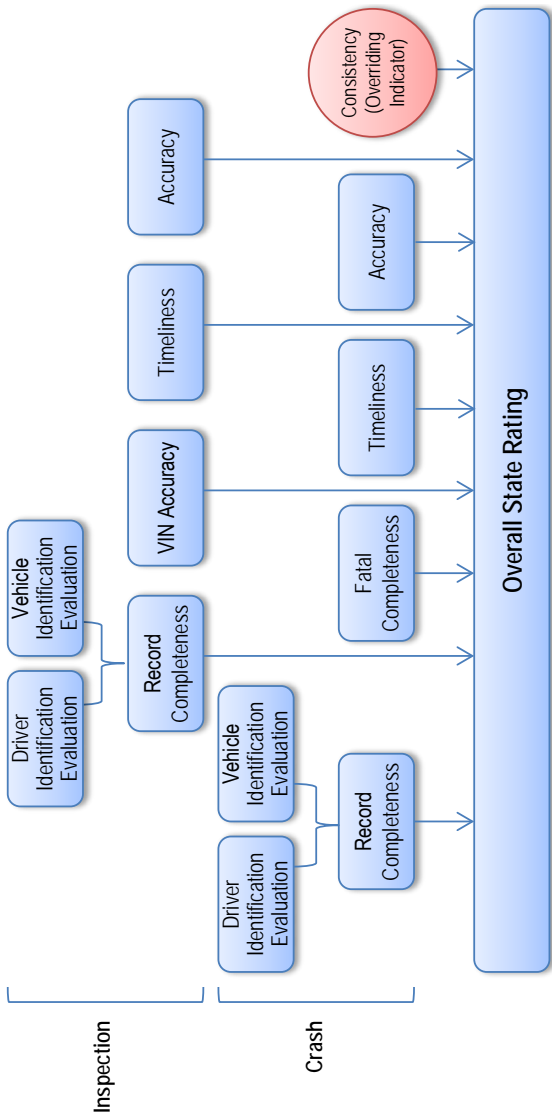 Inspection
Driver
Identification
Evaluation
Vehicle
Identification
Evaluation
Record
Completeness
VIN Accuracy
Timeliness
Accuracy
Crash
Driver
Identification
Evaluation
Vehicle
Identification
Evaluation
Record
Completeness
Fatal
Completeness
Timeliness
Accuracy
Consistency
(Overriding
Indicator)
Overall State Rating